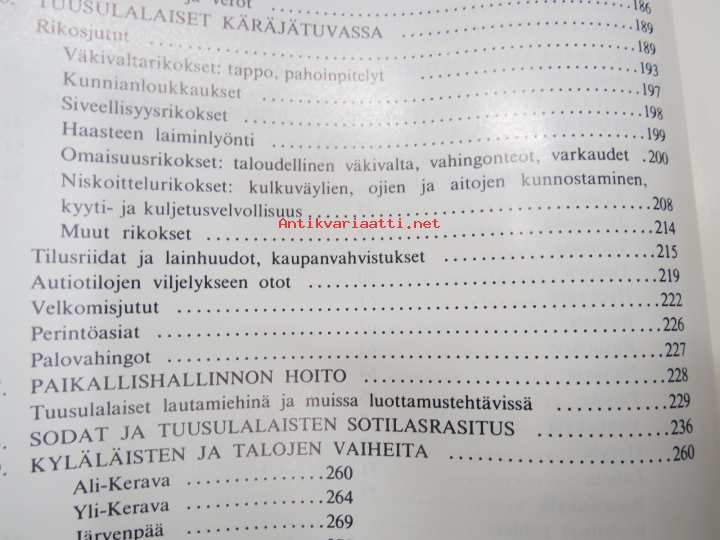 ja verot ... 186
TUUSULALAISET KÄRÄJÄTUVASSA ... 189
Rikosjutut ... 189
Väkivaltarikokset: tappo, pahoinpitelyt ... 193
Kunnianloukkaukset ... 197
Siveellisyysrikokset ... 198
Haasteen laiminlyönti ... 199
Omaisuusrikokset: taloudellinen väkivalta, vahingonteot, varkaudet . 200
Niskoittelurikokset: kulkuväylien, ojien ja aitojen kunnostaminen,
kyyti- ja kuljetusvelvollisuus ... 208
Antikvariaatti.net
Muut rikokset ... 214
Tilusriidat ja lainhuudot, kaupanvahvistukset ... 215
Autiotilojen viljelykseen otot ... 219
Velkomisjutut ... 222
Perintöasiat ... 226
Palovahingot ... 227
PAIKALLISHALLINNON HOITO ... 228
Tuusulalaiset lautamiehinä ja muissa luottamustehtävissä ... 229
SODAT JA TUUSULALAISTEN SOTILASRASITUS ... 236
KYLÄLÄISTEN JA TALOJEN VAIHEITA ... 260
Ali-Kerava ... 260
Yli-Kerava ... 264
Järvenpää ... 269